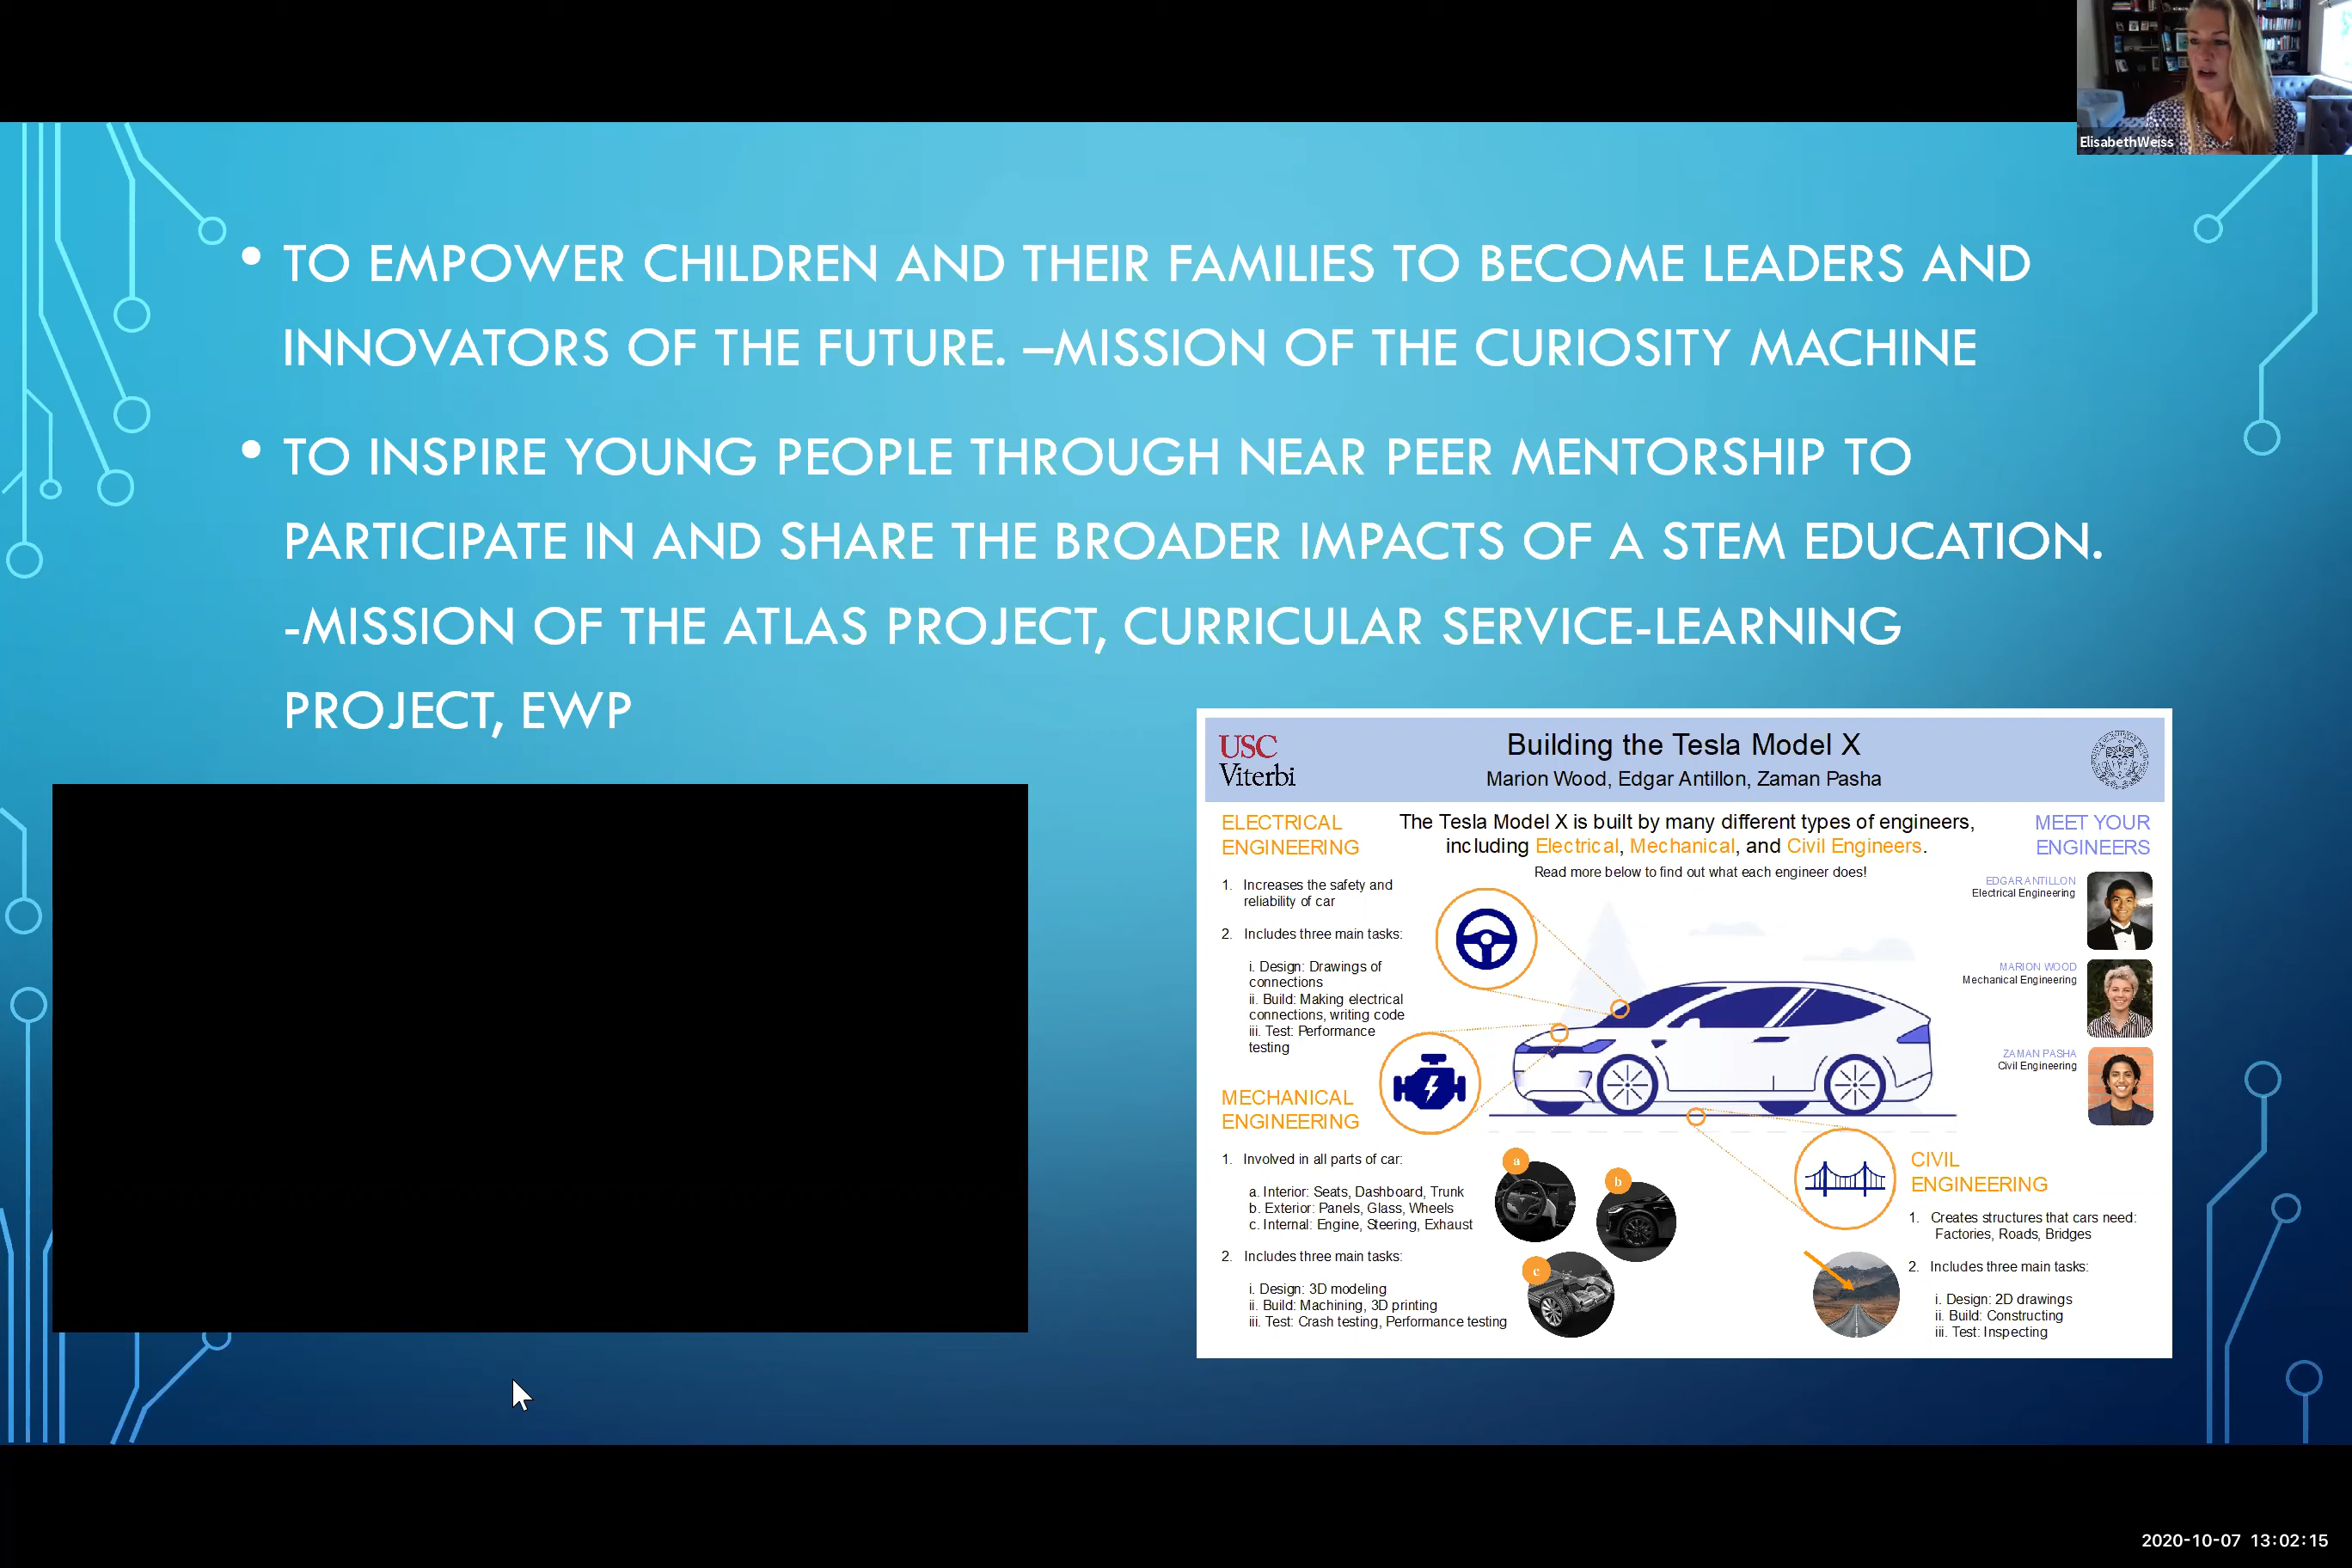 ElisabethWeiss
• TO EMPOWER CHILDREN AND THEIR FAMILIES TO BECOME LEADERS AND
INNOVATORS OF THE FUTURE. –MISSION OF THE CURIOSITY MACHINE
• TO INSPIRE YOUNG PEOPLE THROUGH NEAR PEER MENTORSHIP TO
PARTICIPATE IN AND SHARE THE BROADER IMPACTS OF A STEM EDUCATION.
-MISSION OF THE ATLAS PROJECT, CURRICULAR SERVICE-LEARNING
PROJECT, EWP
USC
Viterbi
Building the Tesla Model X
Marion Wood, Edgar Antillon, Zaman Pasha
The Tesla Model X is built by many different types of engineers,
including Electrical, Mechanical, and Civil Engineers.
Read more below to find out what each engineer does!
ELECTRICAL
ENGINEERING
1. Increases the safety and
reliability of car
2. Includes three main tasks:
i. Design: Drawings of
connections
ii. Build: Making electrical
connections, writing code
iii. Test: Performance
testing
MECHANICAL
ENGINEERING
1. Involved in all parts of car:
a. Interior: Seats, Dashboard, Trunk
b. Exterior: Panels, Glass, Wheels
c. Internal: Engine, Steering, Exhaust
2. Includes three main tasks:
i. Design: 3D modeling
ii. Build: Machining, 3D printing
iii. Test: Crash testing, Performance testing
a
b
c
MEET YOUR
ENGINEERS
EDGAR ANTILLON
Electrical Engineering
MARION WOOD
Mechanical Engineering
ZAMAN PASHA
Civil Engineering
CIVIL
ENGINEERING
1. Creates structures that cars need:
Factories, Roads, Bridges
2. Includes three main tasks:
i. Design: 2D drawings
ii. Build: Constructing
iii. Test: Inspecting
2020-10-07 13:02:15